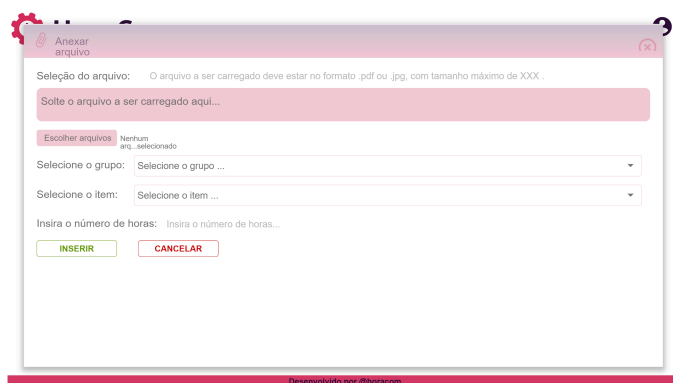 Anexar
arquivo
Seleção do arquivo: O arquivo a ser carregado deve estar no formato .pdf ou .jpg, com tamanho máximo de XXX .
Solte o arquivo a ser carregado aqui...
Escolher arquivos Nenhum
arq...selecionado
Selecione o grupo: Selecione o grupo ...
Selecione o item: Selecione o item ...
Insira o número de horas: Insira o número de horas...
INSERIR CANCELAR
Desenvolvido por @horacom